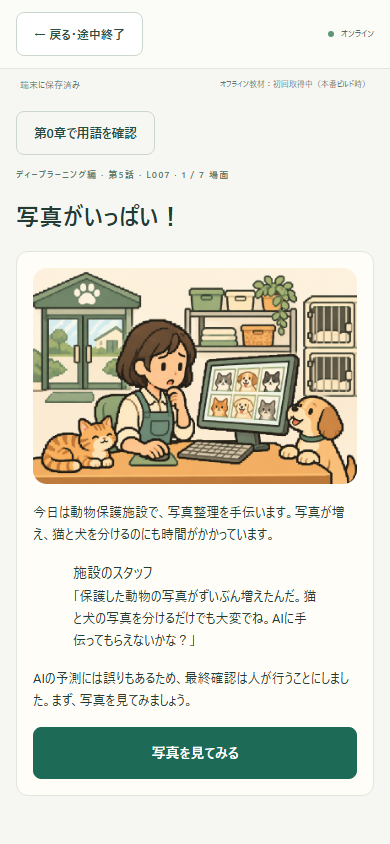 ← 戻る・途中終了
オンライン
端末に保存済み
オフライン教材：初回取得中（本番ビルド時）
第0章で用語を確認
ディープラーニング編 · 第5話 · L007 · 1 / 7 場面
写真がいっぱい！
今日は動物保護施設で、写真整理を手伝います。写真が増
え、猫と犬を分けるのにも時間がかかっています。
施設のスタッフ
「保護した動物の写真がずいぶん増えたんだ。猫
と犬の写真を分けるだけでも大変でね。AIに手
伝ってもらえないかな？」
AIの予測には誤りもあるため、最終確認は人が行うことにしまし
た。まず、写真を見てみましょう。
写真を見てみる